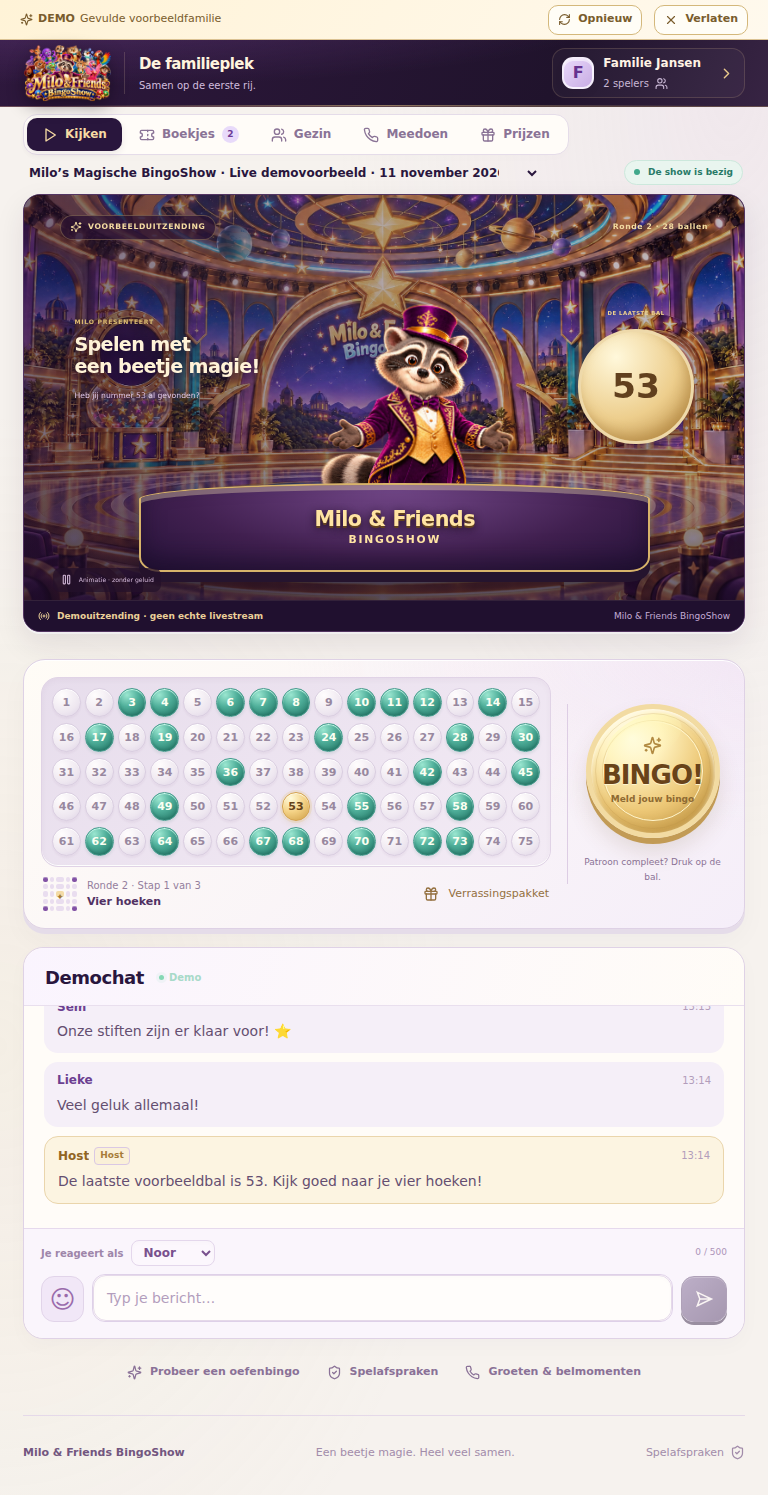 DEMO Gevulde voorbeeldfamilie
Opnieuw
Verlaten
Milo & Friends
BingoShow
De familieplek
Samen op de eerste rij.
F
Familie Jansen
2 spelers
Kijken
Boekjes 2
Gezin
Meedoen
Prijzen
Milo’s Magische BingoShow · Live demovoorbeeld · 11 november
De show is bezig
VOORBEELDUITZENDING
Ronde 2 · 28 ballen
MILO PRESENTEERT
Spelen met
een beetje magie!
Heb jij nummer 53 al gevonden?
Milo &
Bingo
DE LAATSTE BAL
53
Milo & Friends
BINGOSHOW
Animatie · zonder geluid
Demouitzending · geen echte livestream
Milo & Friends BingoShow
1 2 3 4 5 6 7 8 9 10 11 12 13 14 15
16 17 18 19 20 21 22 23 24 25 26 27 28 29 30
31 32 33 34 35 36 37 38 39 40 41 42 43 44 45
46 47 48 49 50 51 52 53 54 55 56 57 58 59 60
61 62 63 64 65 66 67 68 69 70 71 72 73 74 75
BINGO!
Meld jouw bingo
Patroon compleet? Druk op de
bal.
Ronde 2 · Stap 1 van 3
Vier hoeken
Verrassingspakket
Demochat
Demo
Sem
13:13
Onze stiften zijn er klaar voor! ⭐
Lieke
13:14
Veel geluk allemaal!
Host Host
13:14
De laatste voorbeeldbal is 53. Kijk goed naar je vier hoeken!
Je reageert als
Noor
0 / 500
Typ je bericht…
Probeer een oefenbingo
Spelafspraken
Groeten & belmomenten
Milo & Friends BingoShow
Een beetje magie. Heel veel samen.
Spelafspraken